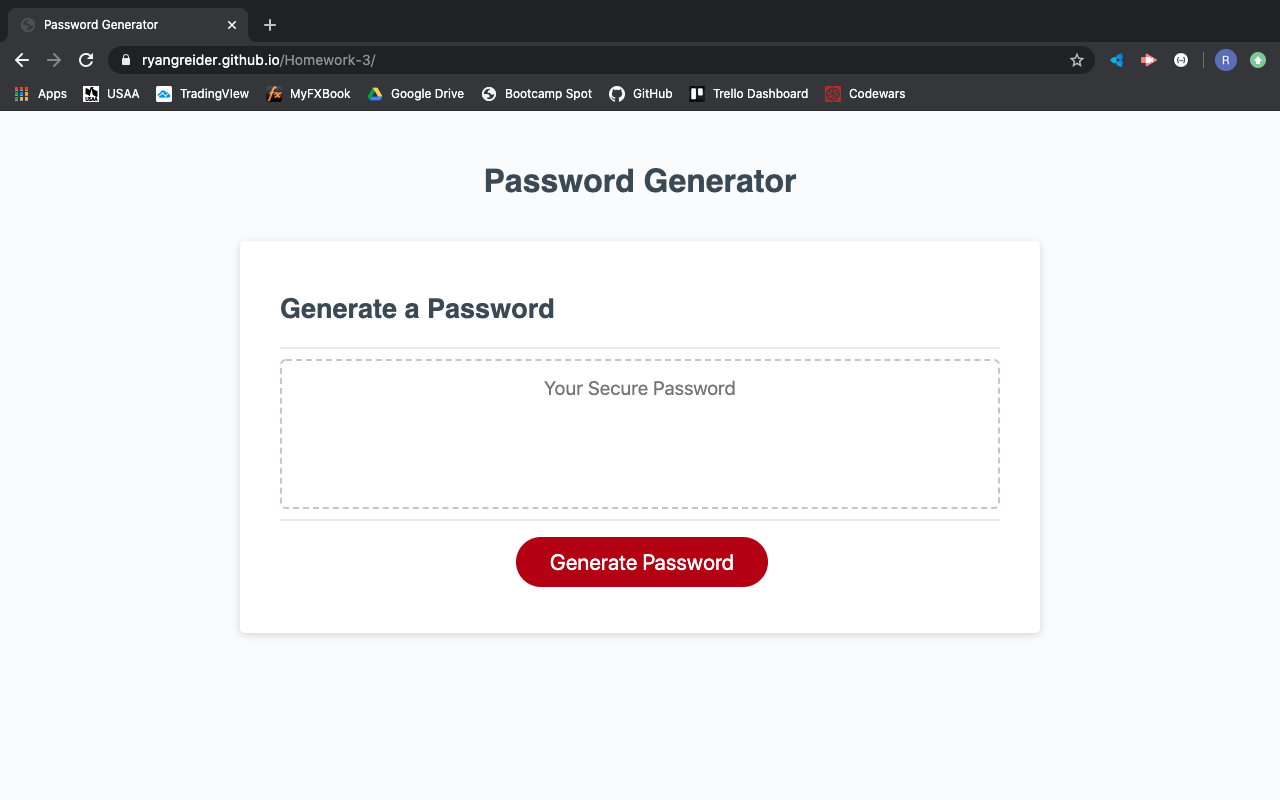 Password Generator
ryangreider.github.io/Homework-3/
R
Apps USAA TradingVIew MyFXBook Google Drive Bootcamp Spot GitHub Trello Dashboard Codewars
Password Generator
Generate a Password
Your Secure Password
Generate Password